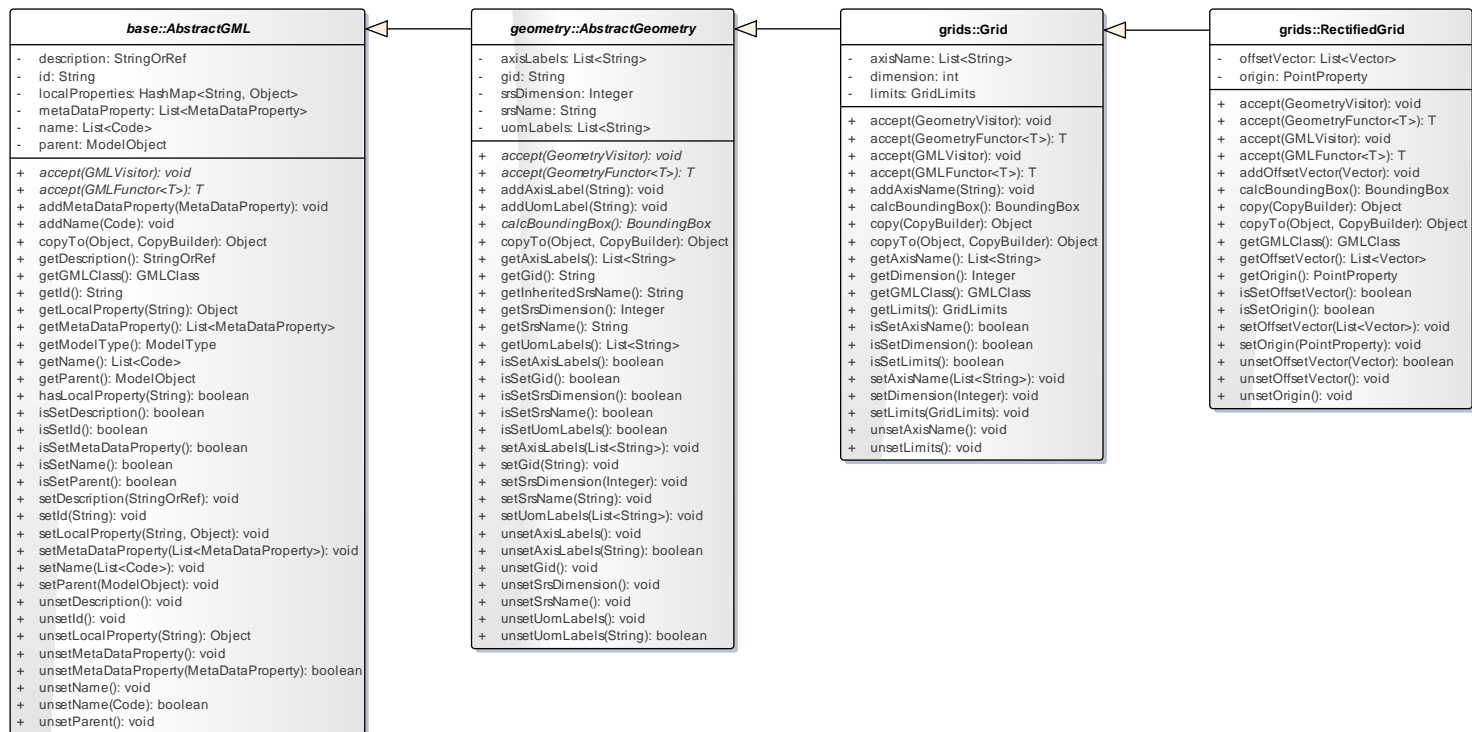 base::AbstractGML
- description: StringOrRef
- id: String
- localProperties: HashMap<String, Object>
- metaDataProperty: List<MetaDataProperty>
- name: List<Code>
- parent: ModelObject
+ accept(GMLVisitor): void
+ accept(GMLFunctor<T>): T
+ addMetaDataProperty(MetaDataProperty): void
+ addName(Code): void
+ copyTo(Object, CopyBuilder): Object
+ getDescription(): StringOrRef
+ getGMLClass(): GMLClass
+ getId(): String
+ getLocalProperty(String): Object
+ getMetaDataProperty(): List<MetaDataProperty>
+ getModelType(): ModelType
+ getName(): List<Code>
+ getParent(): ModelObject
+ hasLocalProperty(String): boolean
+ isSetDescription(): boolean
+ isSetId(): boolean
+ isSetMetaDataProperty(): boolean
+ isSetName(): boolean
+ isSetParent(): boolean
+ setDescription(StringOrRef): void
+ setId(String): void
+ setLocalProperty(String, Object): void
+ setMetaDataProperty(List<MetaDataProperty>): void
+ setName(List<Code>): void
+ setParent(ModelObject): void
+ unsetDescription(): void
+ unsetId(): void
+ unsetLocalProperty(String): Object
+ unsetMetaDataProperty(): void
+ unsetMetaDataProperty(MetaDataProperty): boolean
+ unsetName(): void
+ unsetName(Code): boolean
+ unsetParent(): void
geometry::AbstractGeometry
- axisLabels: List<String>
- gid: String
- srsDimension: Integer
- srsName: String
- uomLabels: List<String>
+ accept(GeometryVisitor): void
+ accept(GeometryFunctor<T>): T
+ addAxisLabel(String): void
+ addUomLabel(String): void
+ calcBoundingBox(): BoundingBox
+ copyTo(Object, CopyBuilder): Object
+ getAxisLabels(): List<String>
+ getGid(): String
+ getInheritedSrsName(): String
+ getSrsDimension(): Integer
+ getSrsName(): String
+ getUomLabels(): List<String>
+ isSetAxisLabels(): boolean
+ isSetGid(): boolean
+ isSetSrsDimension(): boolean
+ isSetSrsName(): boolean
+ isSetUomLabels(): boolean
+ setAxisLabels(List<String>): void
+ setGid(String): void
+ setSrsDimension(Integer): void
+ setSrsName(String): void
+ setUomLabels(List<String>): void
+ unsetAxisLabels(): void
+ unsetAxisLabels(String): boolean
+ unsetGid(): void
+ unsetSrsDimension(): void
+ unsetSrsName(): void
+ unsetUomLabels(): void
+ unsetUomLabels(String): boolean
grids::Grid
- axisName: List<String>
- dimension: int
- limits: GridLimits
+ accept(GeometryVisitor): void
+ accept(GeometryFunctor<T>): T
+ accept(GMLVisitor): void
+ accept(GMLFunctor<T>): T
+ addAxisName(String): void
+ calcBoundingBox(): BoundingBox
+ copy(CopyBuilder): Object
+ copyTo(Object, CopyBuilder): Object
+ getAxisName(): List<String>
+ getDimension(): Integer
+ getGMLClass(): GMLClass
+ getLimits(): GridLimits
+ isSetAxisName(): boolean
+ isSetDimension(): boolean
+ isSetLimits(): boolean
+ setAxisName(List<String>): void
+ setDimension(Integer): void
+ setLimits(GridLimits): void
+ unsetAxisName(): void
+ unsetLimits(): void
grids::RectifiedGrid
- offsetVector: List<Vector>
- origin: PointProperty
+ accept(GeometryVisitor): void
+ accept(GeometryFunctor<T>): T
+ accept(GMLVisitor): void
+ accept(GMLFunctor<T>): T
+ addOffsetVector(Vector): void
+ calcBoundingBox(): BoundingBox
+ copy(CopyBuilder): Object
+ copyTo(Object, CopyBuilder): Object
+ getGMLClass(): GMLClass
+ getOffsetVector(): List<Vector>
+ getOrigin(): PointProperty
+ isSetOffsetVector(): boolean
+ isSetOrigin(): boolean
+ setOffsetVector(List<Vector>): void
+ setOrigin(PointProperty): void
+ unsetOffsetVector(Vector): boolean
+ unsetOffsetVector(): void
+ unsetOrigin(): void